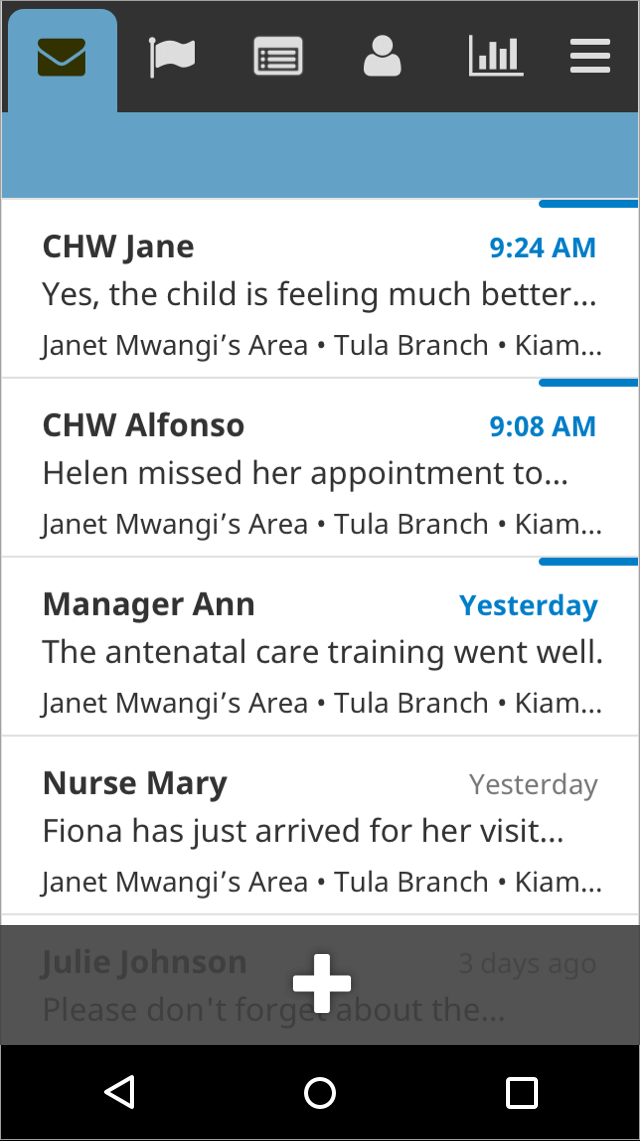 CHW Jane 9:24 AM
Yes, the child is feeling much better...
Janet Mwangi’s Area • Tula Branch • Kiam...
CHW Alfonso 9:08 AM
Helen missed her appointment to...
Janet Mwangi’s Area • Tula Branch • Kiam...
Manager Ann Yesterday
The antenatal care training went well.
Janet Mwangi’s Area • Tula Branch • Kiam...
Nurse Mary Yesterday
Fiona has just arrived for her visit...
Janet Mwangi’s Area • Tula Branch • Kiam...
Julie Johnson 3 days ago
Please don't forget about the...